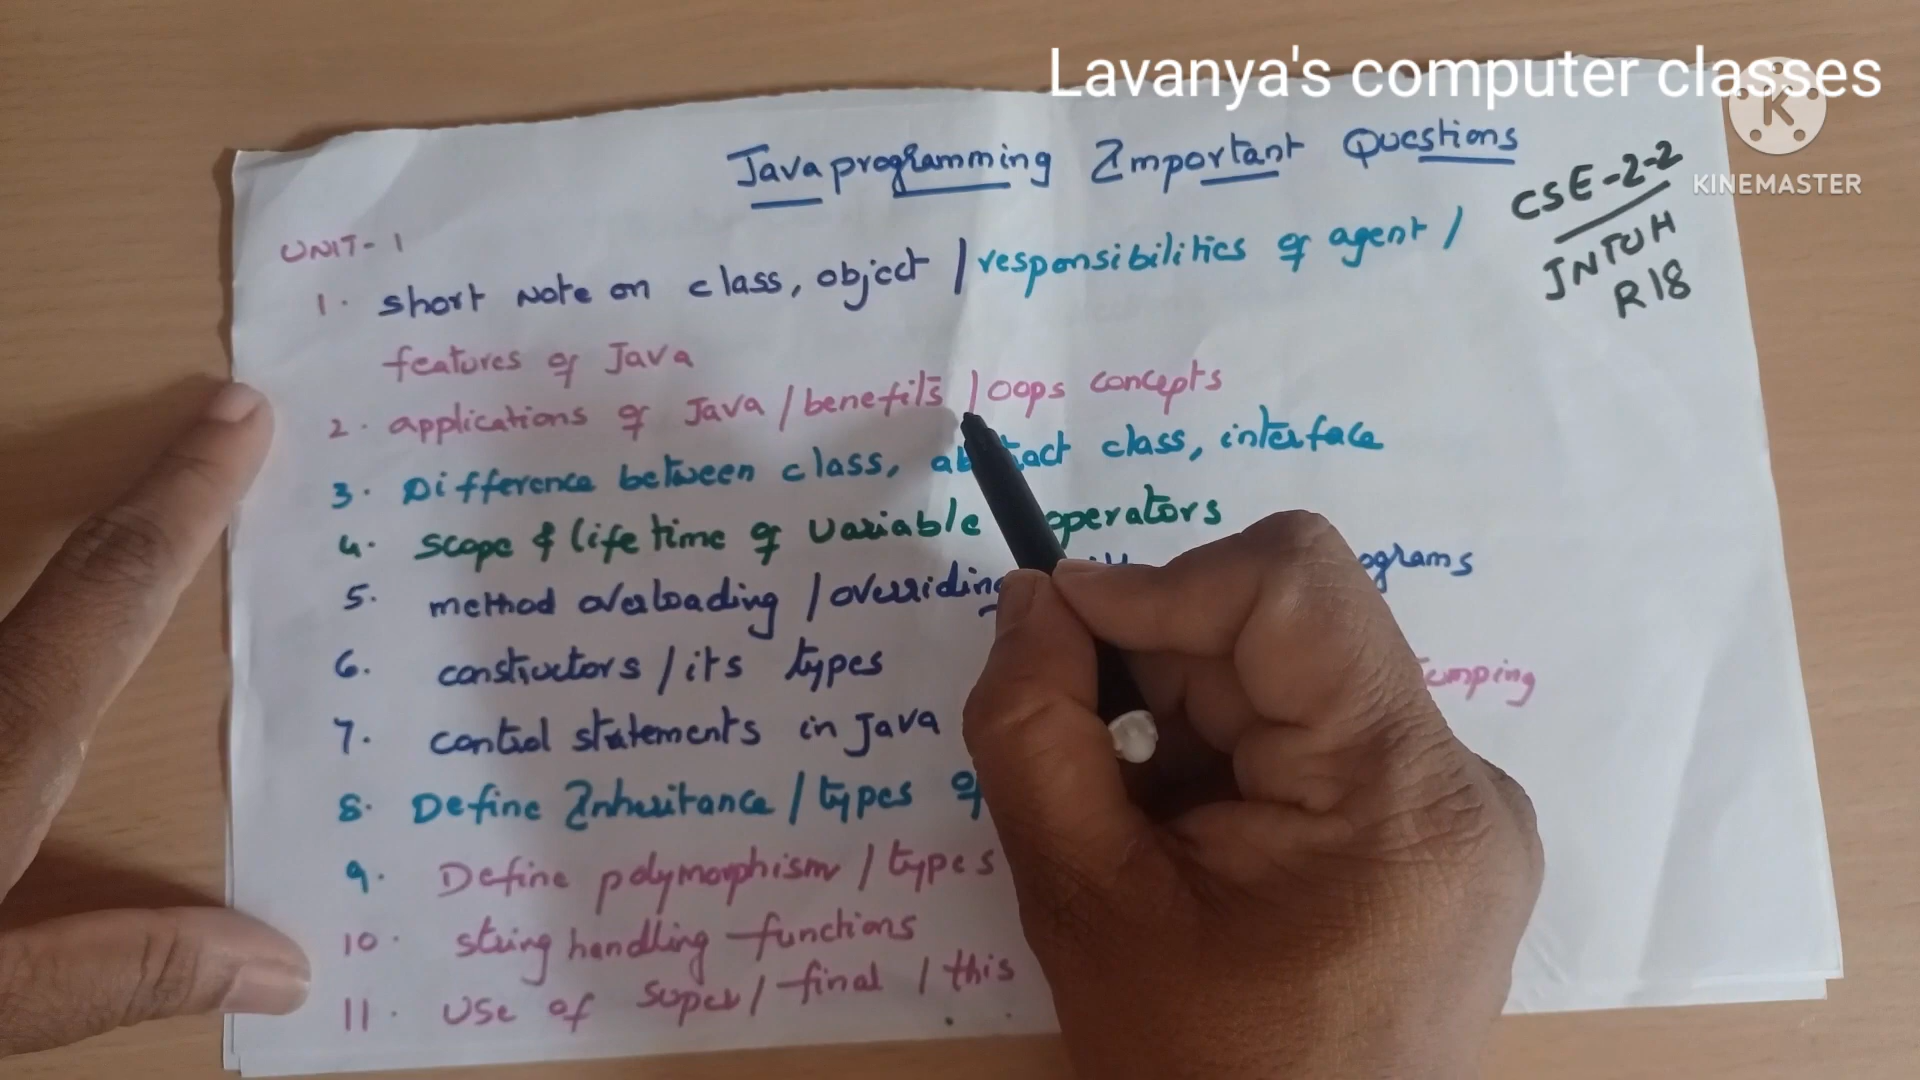 Lavanya's computer classes
KINEMASTER
Java programming Important Questions
CSE-2-2
JNTUH
R18
UNIT-1
1. short Note on class, object / responsibilities of agent /
features of Java
2. applications of Java / benefits / oops concepts
3. Difference between class, class, interface
4. scope & life time of variable operators
5. method overloading / overriding
6. constructors / its types
7. control statements in Java
8. Define Inheritance / types of
9. Define polymorphism / types
10. string handling functions
11. use of super / final / this